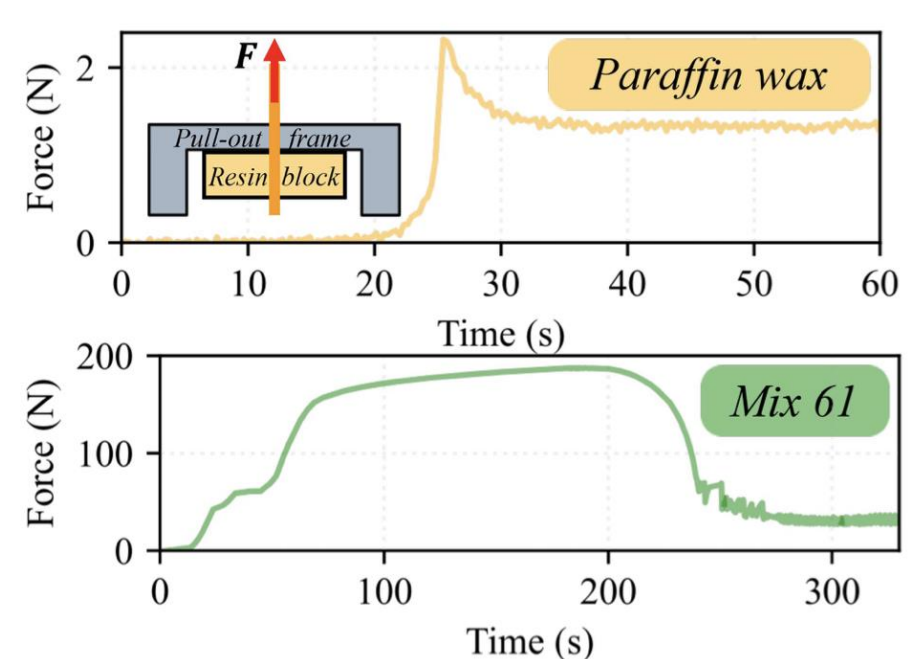 Force (N)
2
0
F
Pull-out frame
Resin block
Paraffin wax
0 10 20 30 40 50 60
Time (s)
Force (N)
200
100
0
Mix 61
0 100 200 300
Time (s)